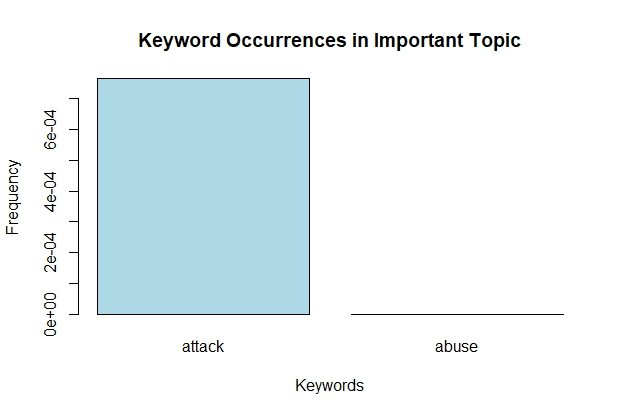 Keyword Occurrences in Important Topic
Frequency
6e-04
4e-04
2e-04
0e+00
attack
abuse
Keywords